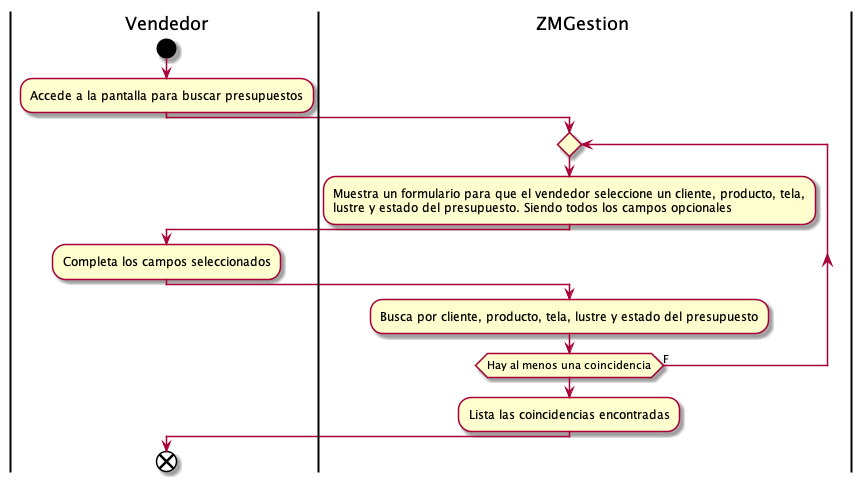 Vendedor
ZMGestion
Accede a la pantalla para buscar presupuestos
Muestra un formulario para que el vendedor seleccione un cliente, producto, tela,
lustre y estado del presupuesto. Siendo todos los campos opcionales
Completa los campos seleccionados
Busca por cliente, producto, tela, lustre y estado del presupuesto
Hay al menos una coincidencia
F
Lista las coincidencias encontradas